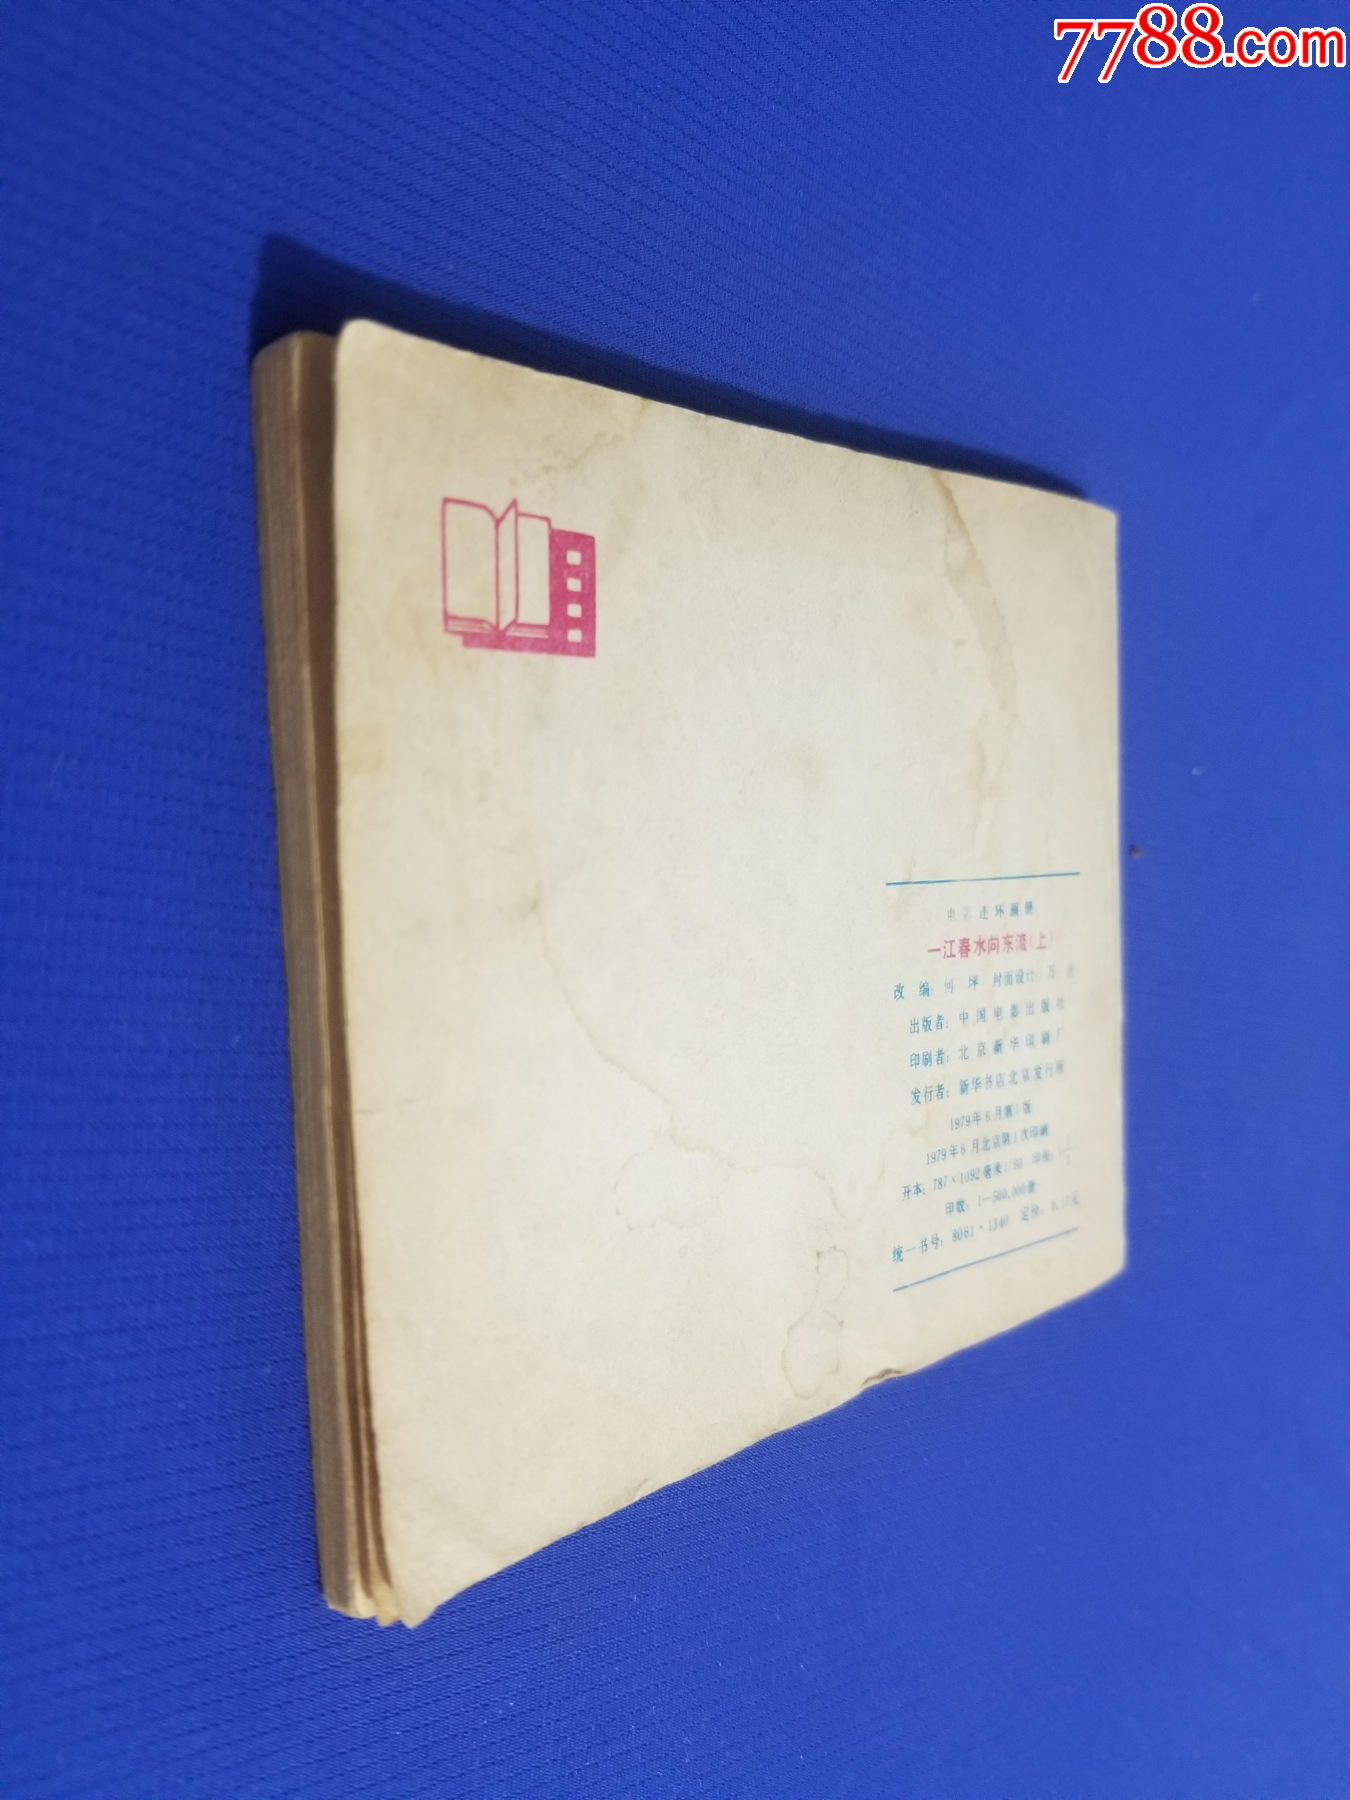 7788.com
电影连环画册
一江春水向东流(上)
改 编: 何 坪 封面设计: 万
出版者: 中国电影出版社
印刷者: 北京新华印刷厂
发行者: 新华书店北京发行所
1979年6月第1版
1979年6月北京第1次印刷
开本: 787×1092毫米1/60 印张:
印数: 1—500,000册
统一书号: 8061·1340 定价: